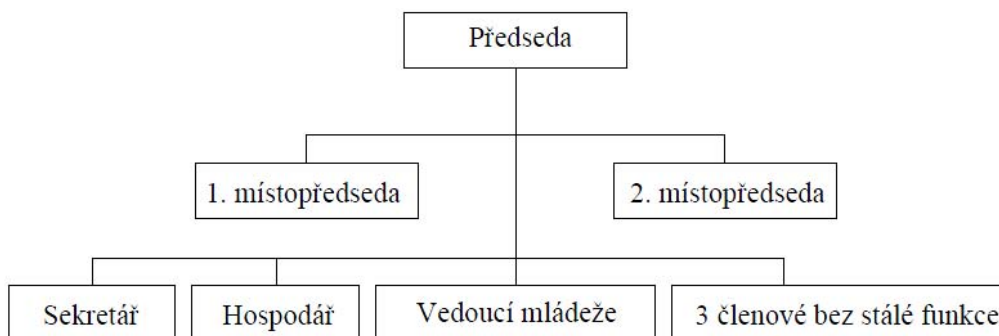 Předseda
1. místopředseda
2. místopředseda
Sekretář
Hospodář
Vedoucí mládeže
3 členové bez stálé funkce